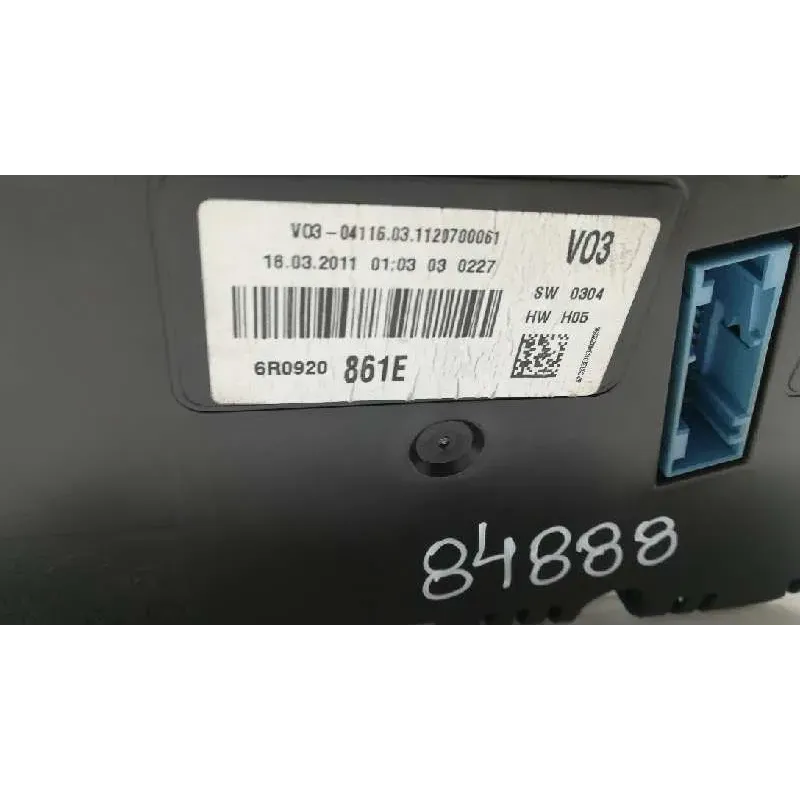 V03-04116.03.1120700061
16.03.2011 01:03 03 0227
V03
SW 0304
HW H05
6R0920 861E
84888